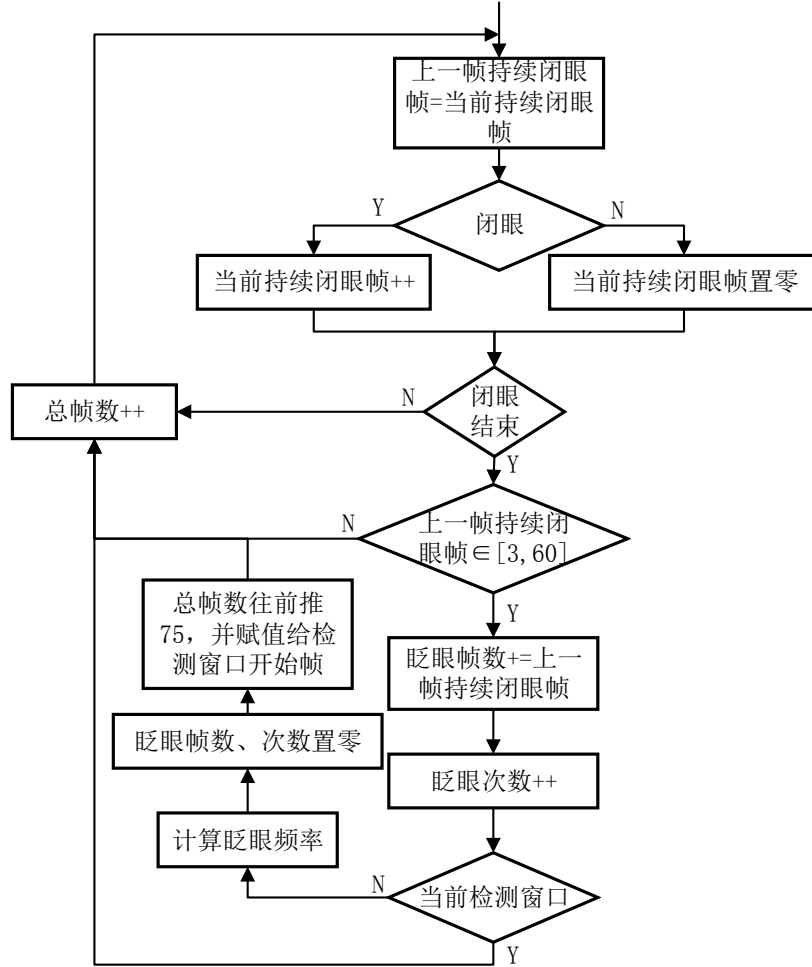 上一帧持续闭眼
帧=当前持续闭眼
帧
Y
闭眼
N
当前持续闭眼帧++
当前持续闭眼帧置零
总帧数++
N
闭眼
结束
Y
N
上一帧持续闭
眼帧∈[3,60]
总帧数往前推
75，并赋值给检
测窗口开始帧
Y
眨眼帧数+=上一
帧持续闭眼帧
眨眼帧数、次数置零
眨眼次数++
计算眨眼频率
N
当前检测窗口
Y